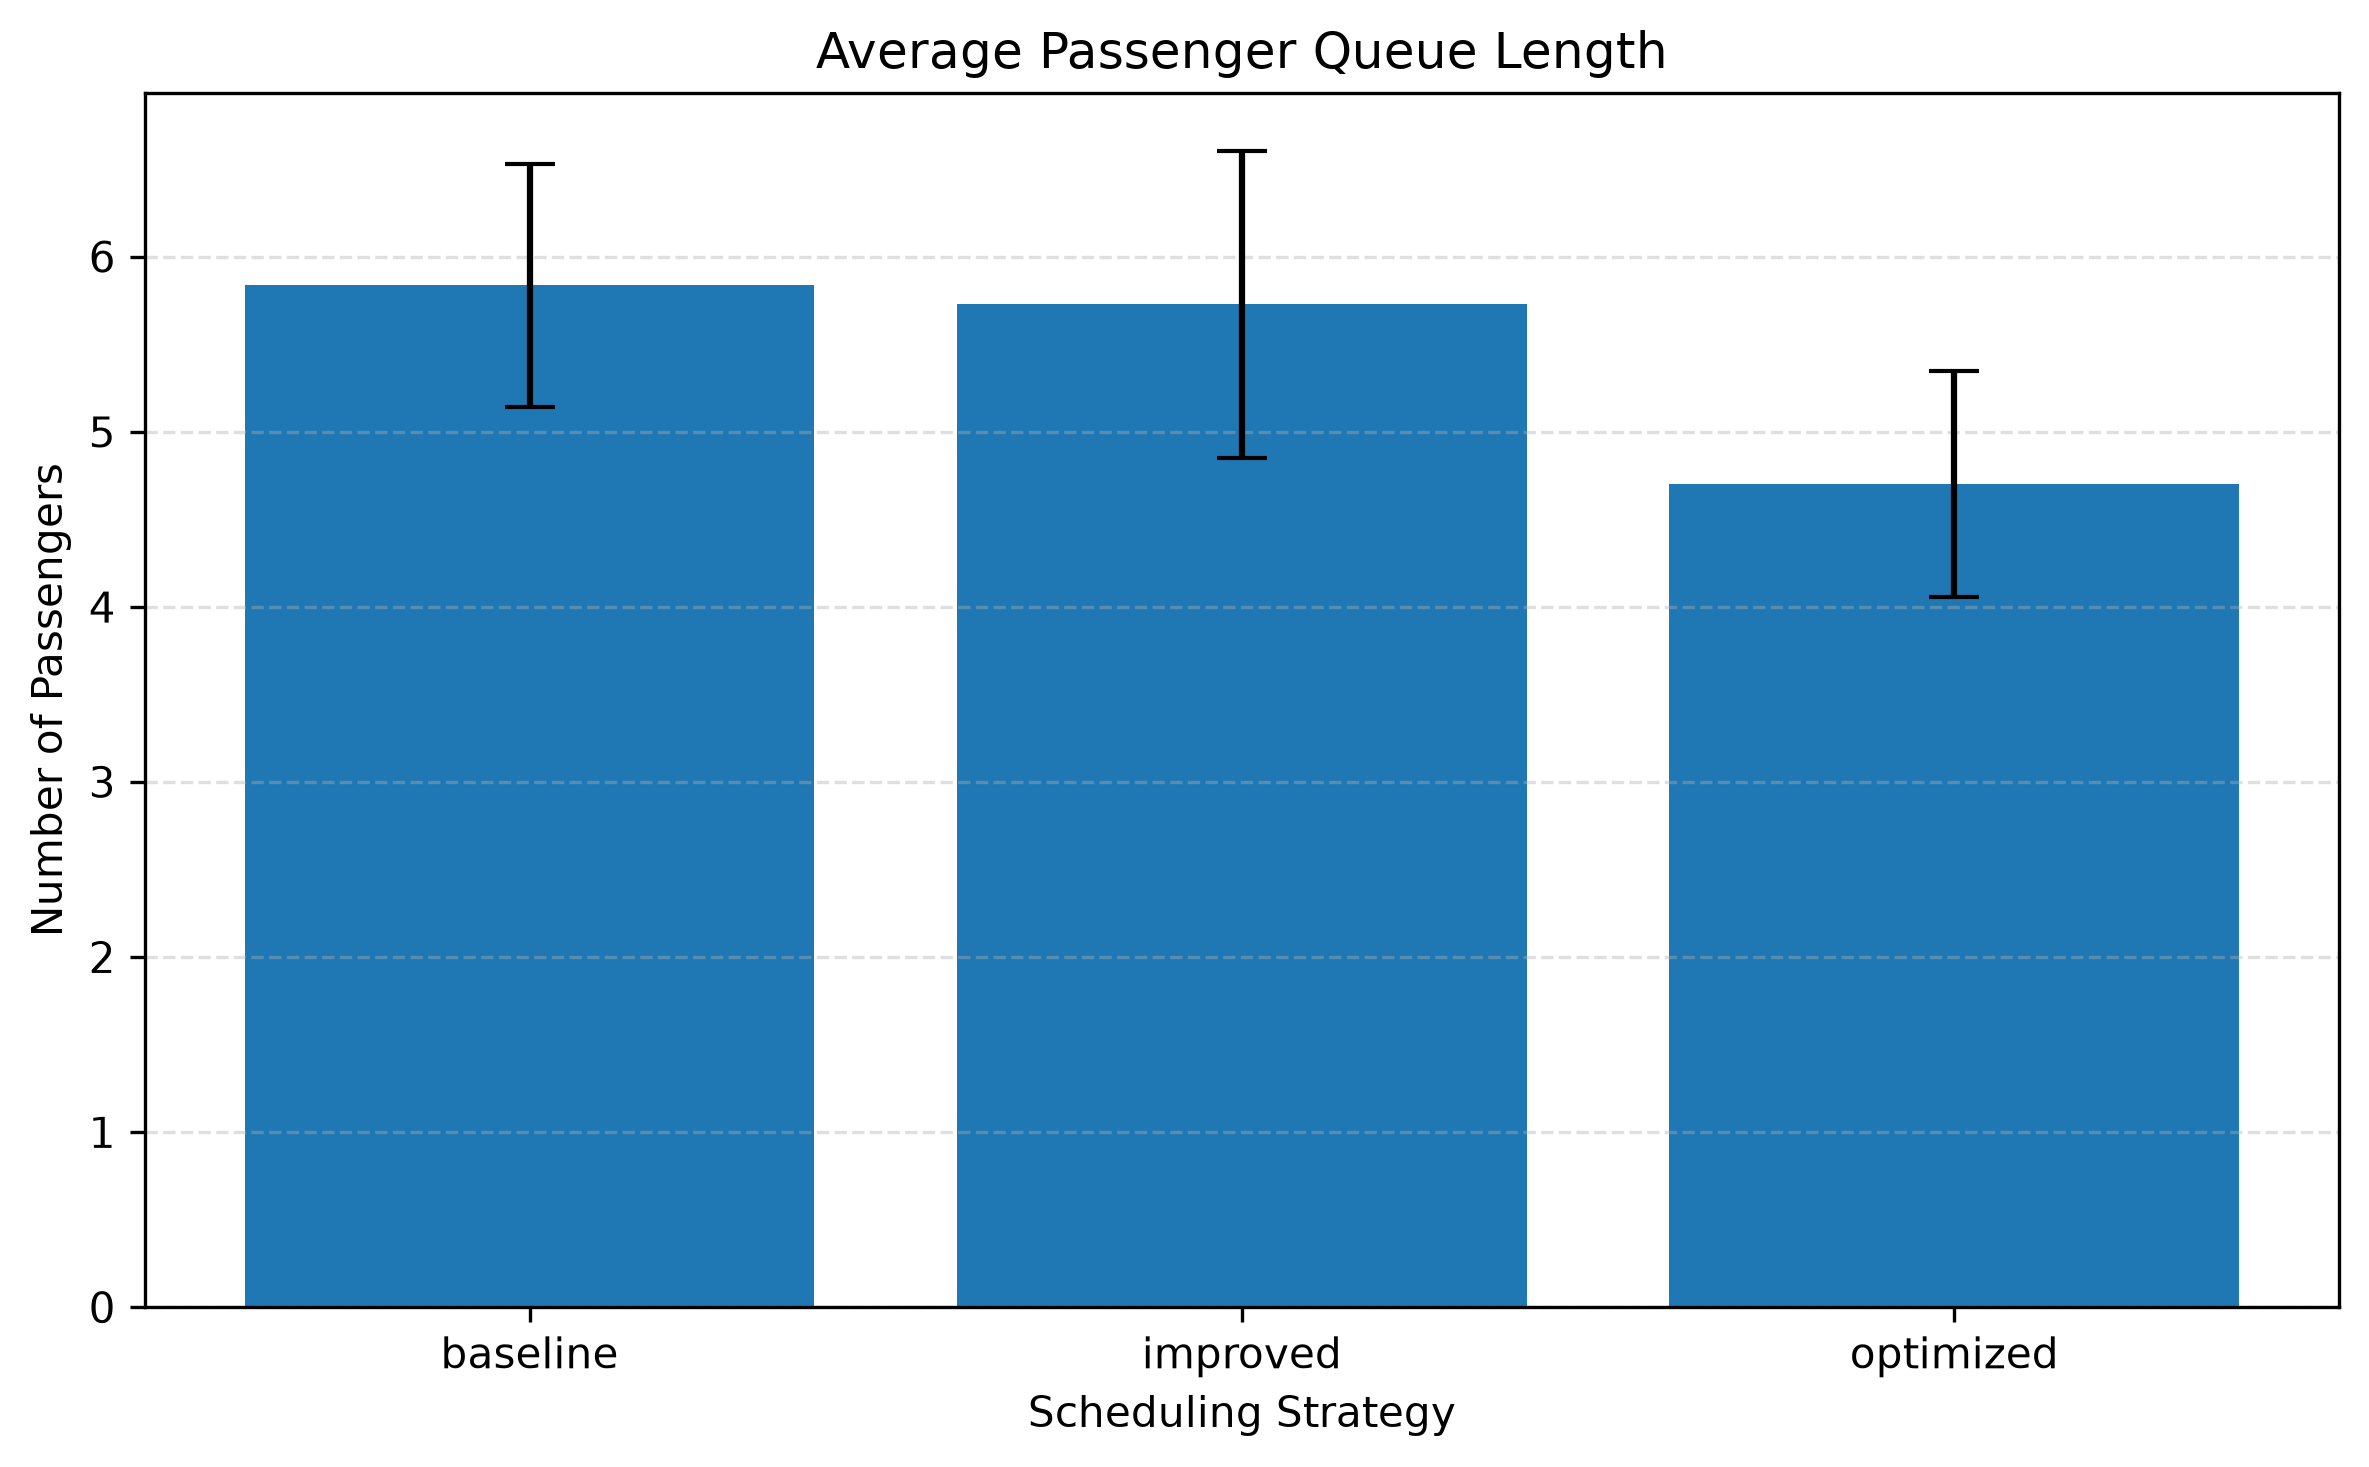 Average Passenger Queue Length
Number of Passengers
6
5
4
3
2
1
0
baseline
improved
optimized
Scheduling Strategy